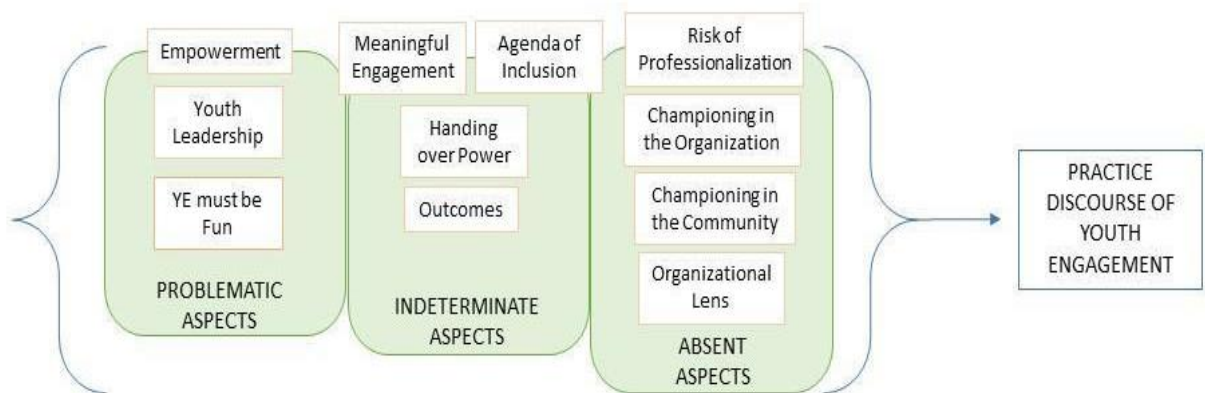 Empowerment
Youth
Leadership
YE must be
Fun
PROBLEMATIC
ASPECTS
Meaningful
Engagement
Agenda of
Inclusion
Handing
over Power
Outcomes
INDETERMINATE
ASPECTS
Risk of
Professionalization
Championing in
the Organization
Championing in
the Community
Organizational
Lens
ABSENT
ASPECTS
PRACTICE
DISCOURSE OF
YOUTH
ENGAGEMENT